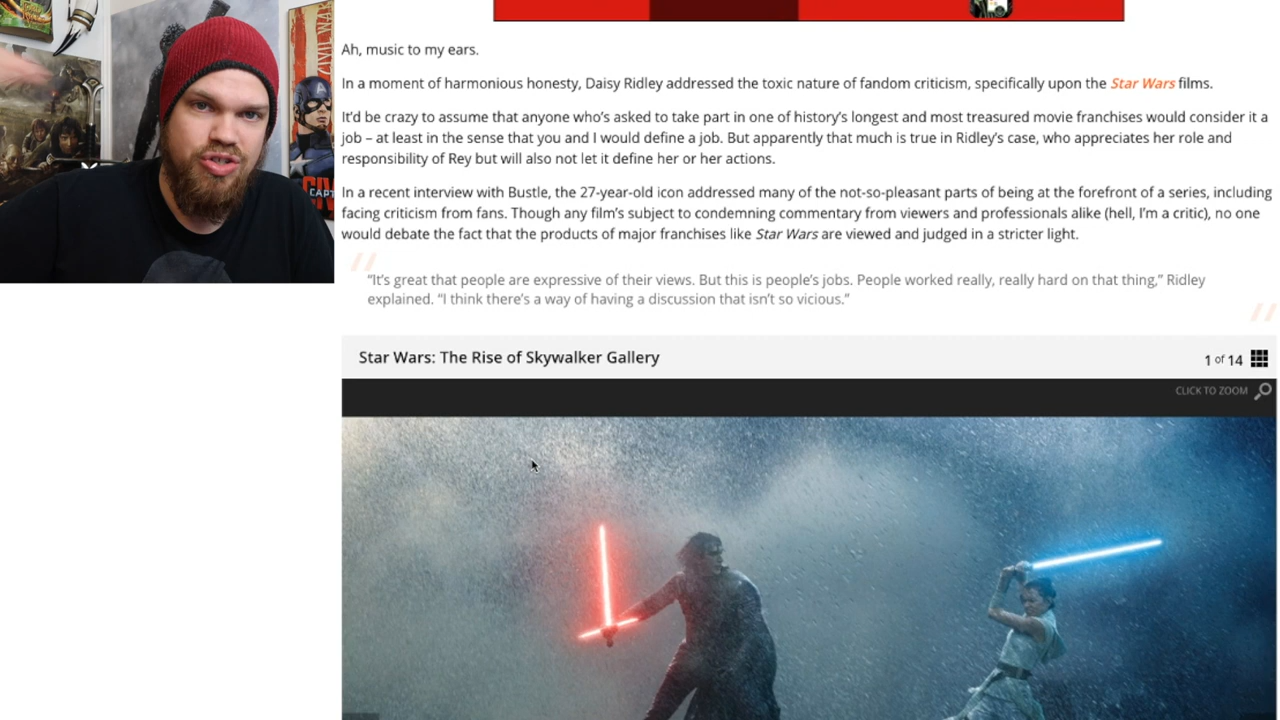 Ah, music to my ears.
In a moment of harmonious honesty, Daisy Ridley addressed the toxic nature of fandom criticism, specifically upon the Star Wars films.
It’d be crazy to assume that anyone who’s asked to take part in one of history’s longest and most treasured movie franchises would consider it a
job – at least in the sense that you and I would define a job. But apparently that much is true in Ridley’s case, who appreciates her role and
responsibility of Rey but will also not let it define her or her actions.
In a recent interview with Bustle, the 27-year-old icon addressed many of the not-so-pleasant parts of being at the forefront of a series, including
facing criticism from fans. Though any film’s subject to condemning commentary from viewers and professionals alike (hell, I’m a critic), no one
would debate the fact that the products of major franchises like Star Wars are viewed and judged in a stricter light.
“It’s great that people are expressive of their views. But this is people’s jobs. People worked really, really hard on that thing,” Ridley
explained. “I think there’s a way of having a discussion that isn’t so vicious.”
Star Wars: The Rise of Skywalker Gallery
1 of 14
CLICK TO ZOOM
CAPT
CIVIL WAR